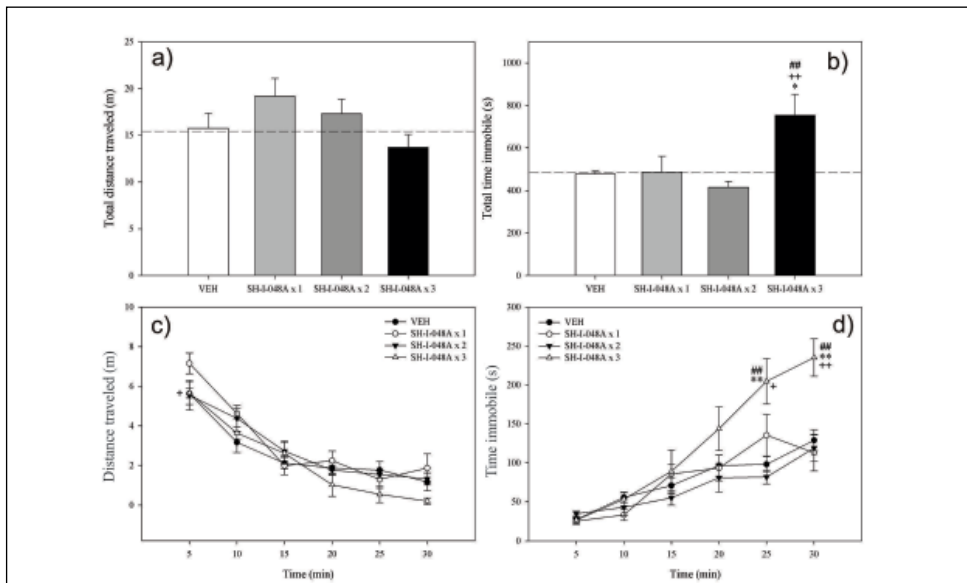 a)
Total distance traveled (m)
25
20
15
10
5
0
VEH SH-I-048A x 1 SH-I-048A x 2 SH-I-048A x 3
b)
Total time immobile (s)
1000
800
600
400
200
0
##
++
*
VEH SH-I-048A x 1 SH-I-048A x 2 SH-I-048A x 3
c)
Distance traveled (m)
10
8
6
4
2
0
VEH
SH-I-048A x 1
SH-I-048A x 2
SH-I-048A x 3
+
5 10 15 20 25 30
Time (min)
d)
Time immobile (s)
300
250
200
150
100
50
0
VEH
SH-I-048A x 1
SH-I-048A x 2
SH-I-048A x 3
##
**
+
##
**
++
5 10 15 20 25 30
Time (min)